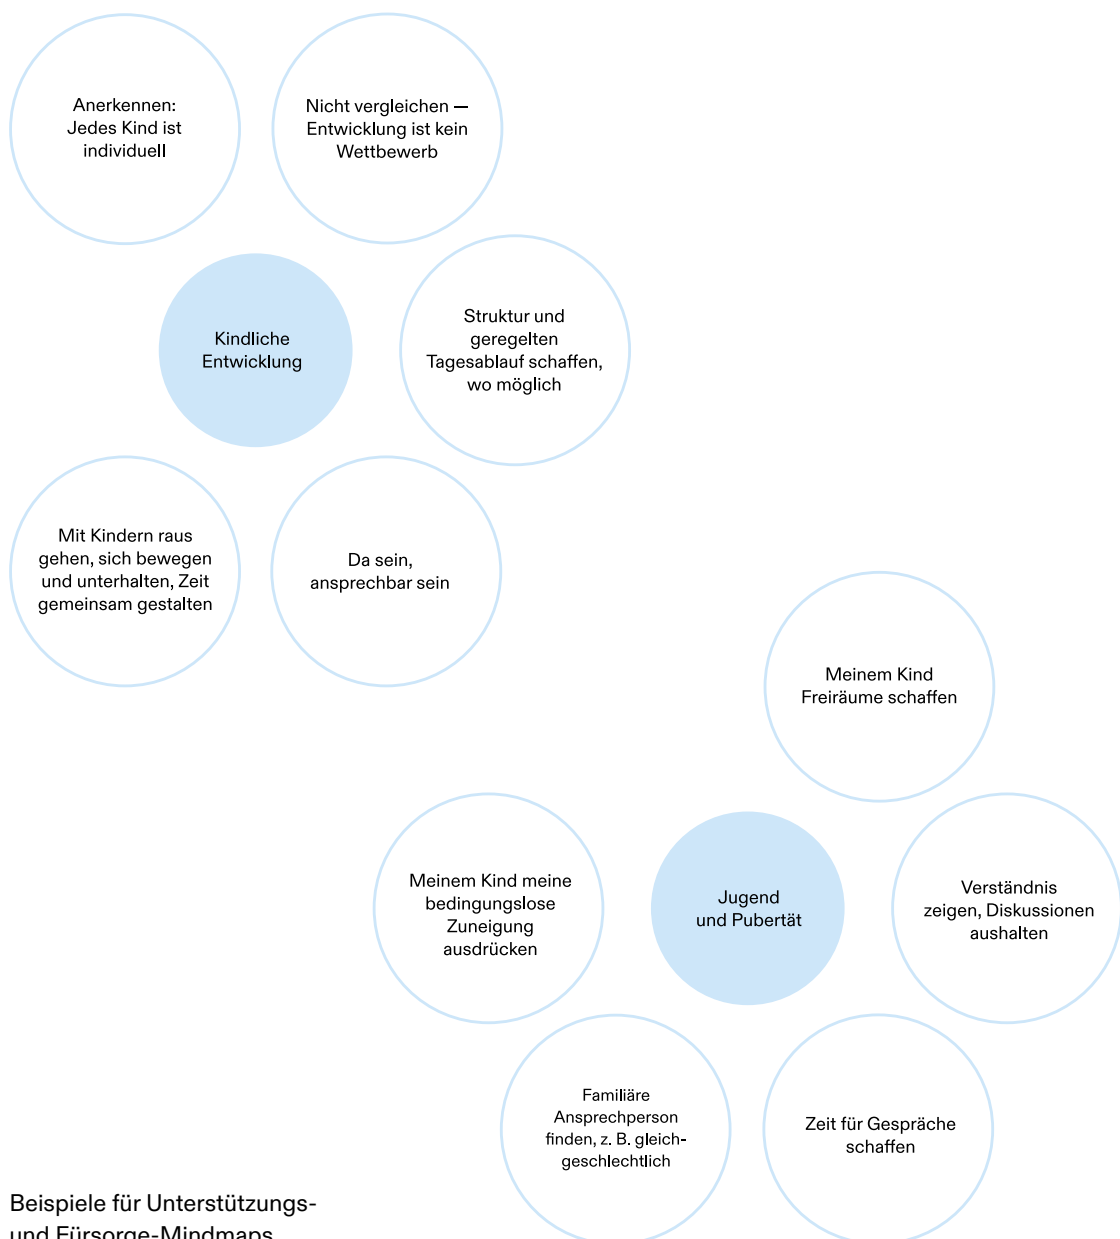 Anerkennen:
Jedes Kind ist
individuell
Nicht vergleichen —
Entwicklung ist kein
Wettbewerb
Kindliche
Entwicklung
Struktur und
geregelten
Tagesablauf schaffen,
wo möglich
Mit Kindern raus
gehen, sich bewegen
und unterhalten, Zeit
gemeinsam gestalten
Da sein,
ansprechbar sein
Meinem Kind
Freiräume schaffen
Meinem Kind meine
bedingungslose
Zuneigung
ausdrücken
Jugend
und Pubertät
Verständnis
zeigen, Diskussionen
aushalten
Familiäre
Ansprechperson
finden, z. B. gleich-
geschlechtlich
Zeit für Gespräche
schaffen
Beispiele für Unterstützungs-
und Fürsorge-Mindmaps